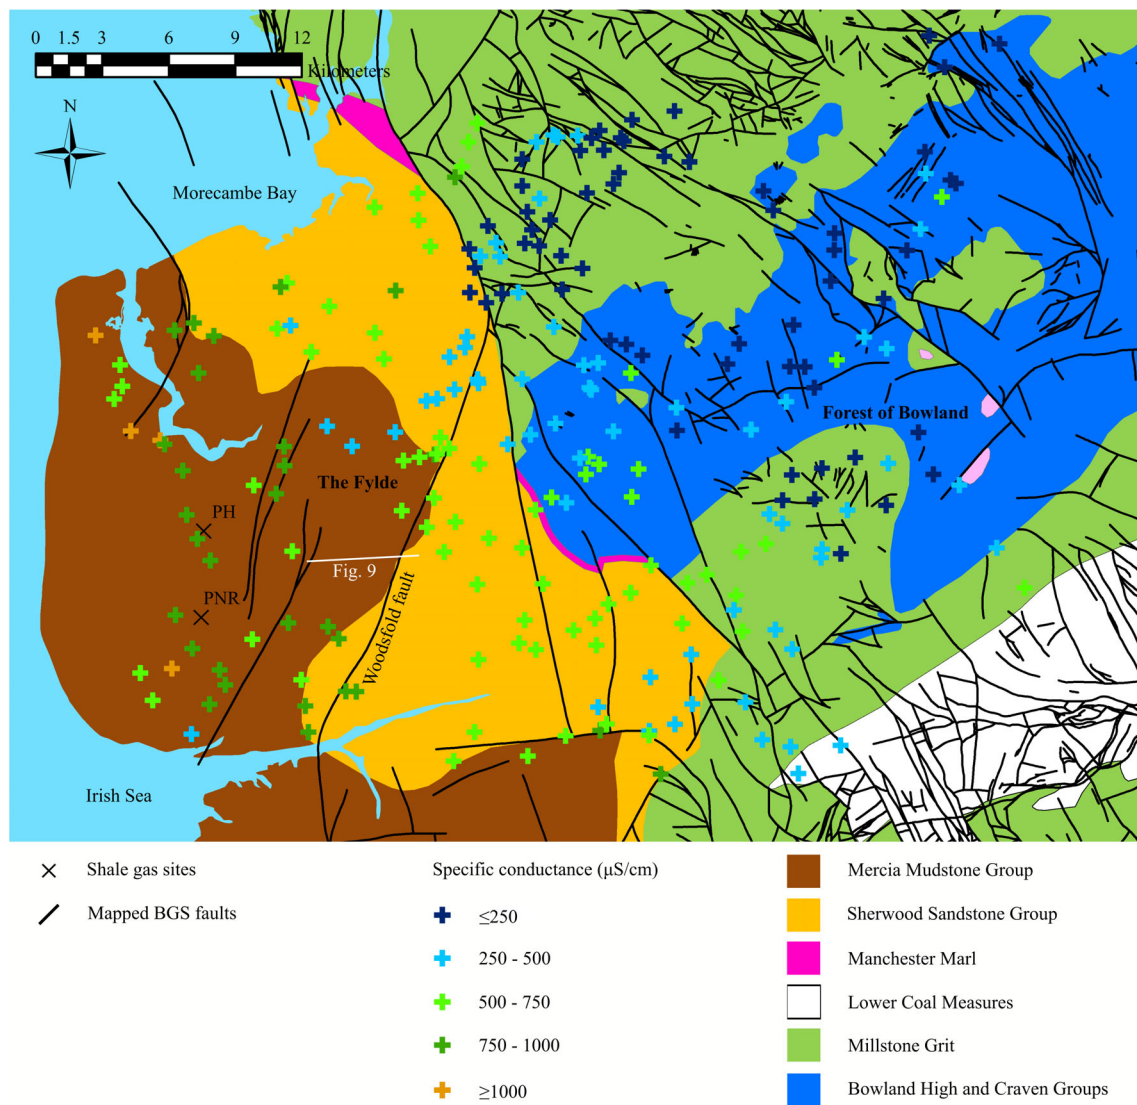 0 1.5 3 6 9 12
Kilometers
N
Morecambe Bay
Forest of Bowland
The Fylde
PH
Fig. 9
PNR
Woodsfold fault
Irish Sea
Shale gas sites
Mapped BGS faults
Specific conductance (µS/cm)
≤250
250 - 500
500 - 750
750 - 1000
≥1000
Mercia Mudstone Group
Sherwood Sandstone Group
Manchester Marl
Lower Coal Measures
Millstone Grit
Bowland High and Craven Groups